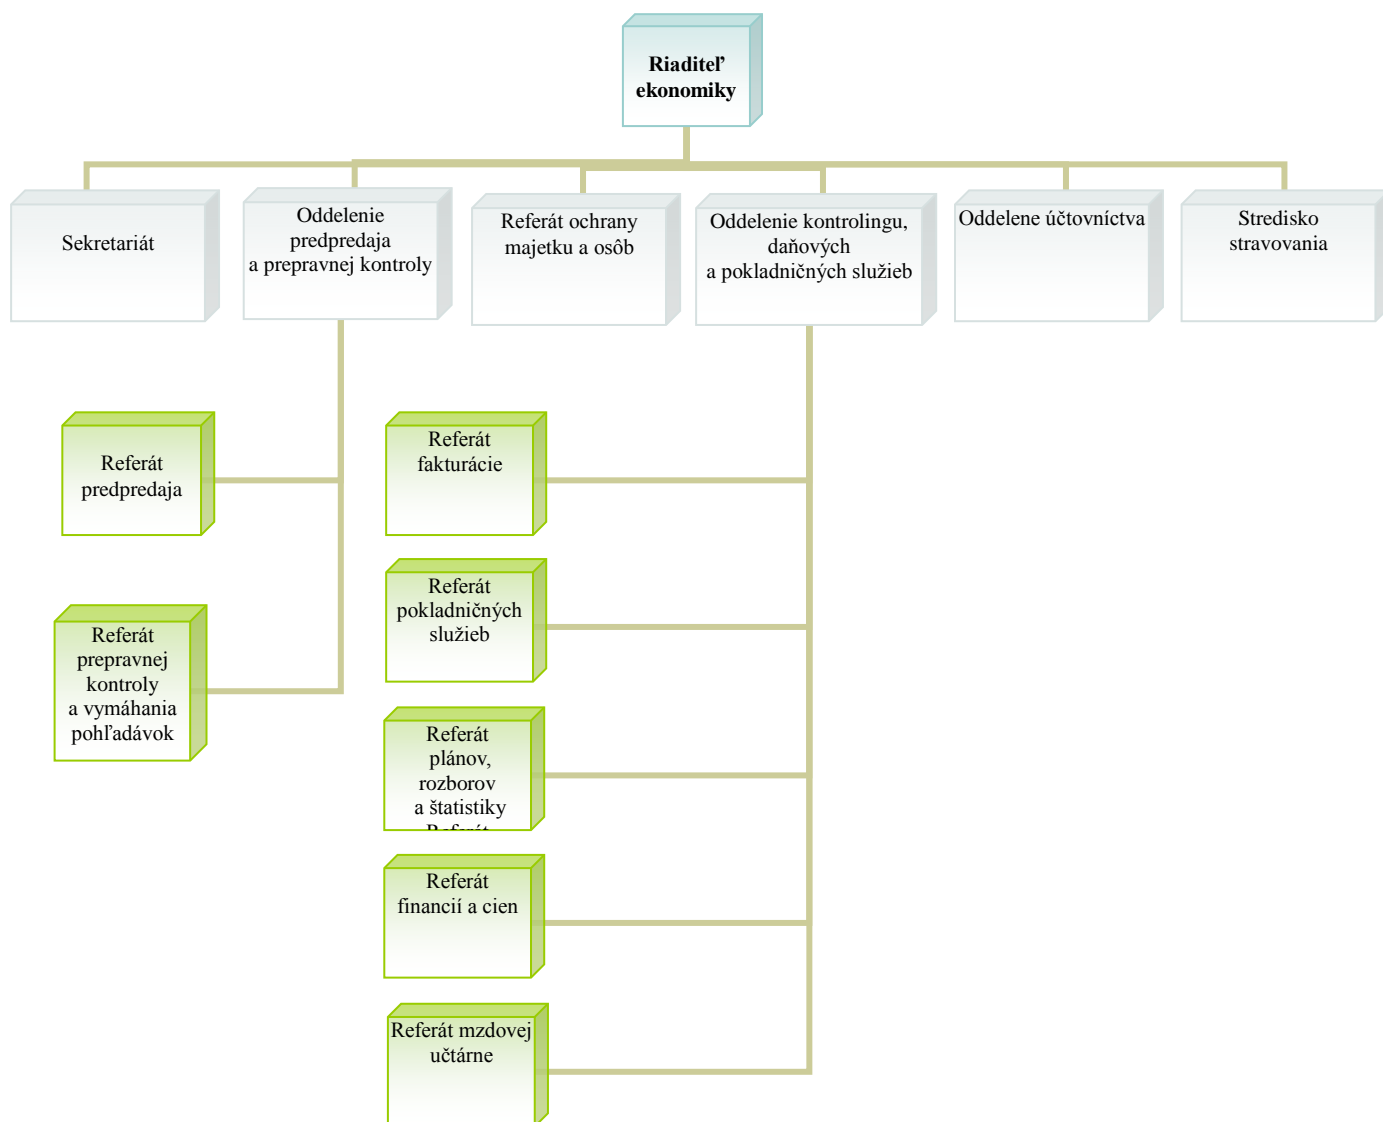 Riaditeľ
ekonomiky
Sekretariát
Oddelenie
predpredaja
a prepravnej kontroly
Referát ochrany
majetku a osôb
Oddelenie kontrolingu,
daňových
a pokladničných služieb
Oddelene účtovníctva
Stredisko
stravovania
Referát
predpredaja
Referát
prepravnej
kontroly
a vymáhania
pohľadávok
Referát
fakturácie
Referát
pokladničných
služieb
Referát
plánov,
rozborov
a štatistiky
Referát
Referát
financií a cien
Referát mzdovej
učtárne